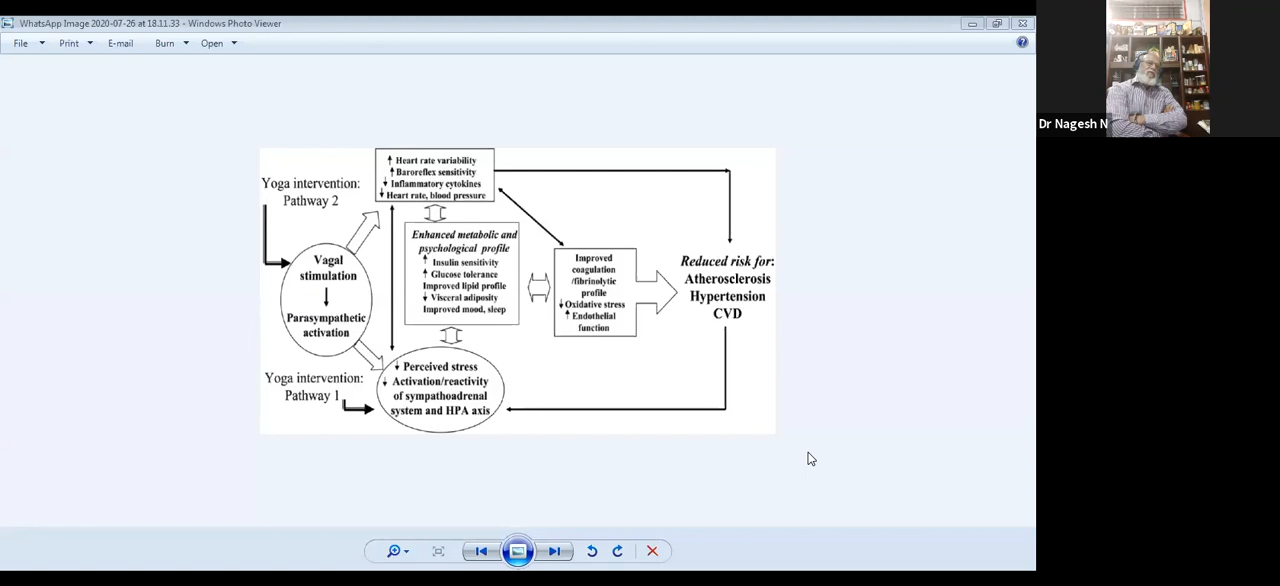 WhatsApp Image 2020-07-26 at 18.11.33 - Windows Photo Viewer
File Print E-mail Burn Open
Dr Nagesh N
Yoga intervention:
Pathway 2
↑ Heart rate variability
↑ Baroreflex sensitivity
↓ Inflammatory cytokines
↓ Heart rate, blood pressure
Vagal
stimulation
Parasympathetic
activation
Enhanced metabolic and
psychological profile
↑ Insulin sensitivity
↑ Glucose tolerance
Improved lipid profile
↓ Visceral adiposity
Improved mood, sleep
Improved
coagulation
/fibrinolytic
profile
↓ Oxidative stress
↑ Endothelial
function
Reduced risk for:
Atherosclerosis
Hypertension
CVD
Yoga intervention:
Pathway 1
↓ Perceived stress
↓ Activation/reactivity
of sympathoadrenal
system and HPA axis